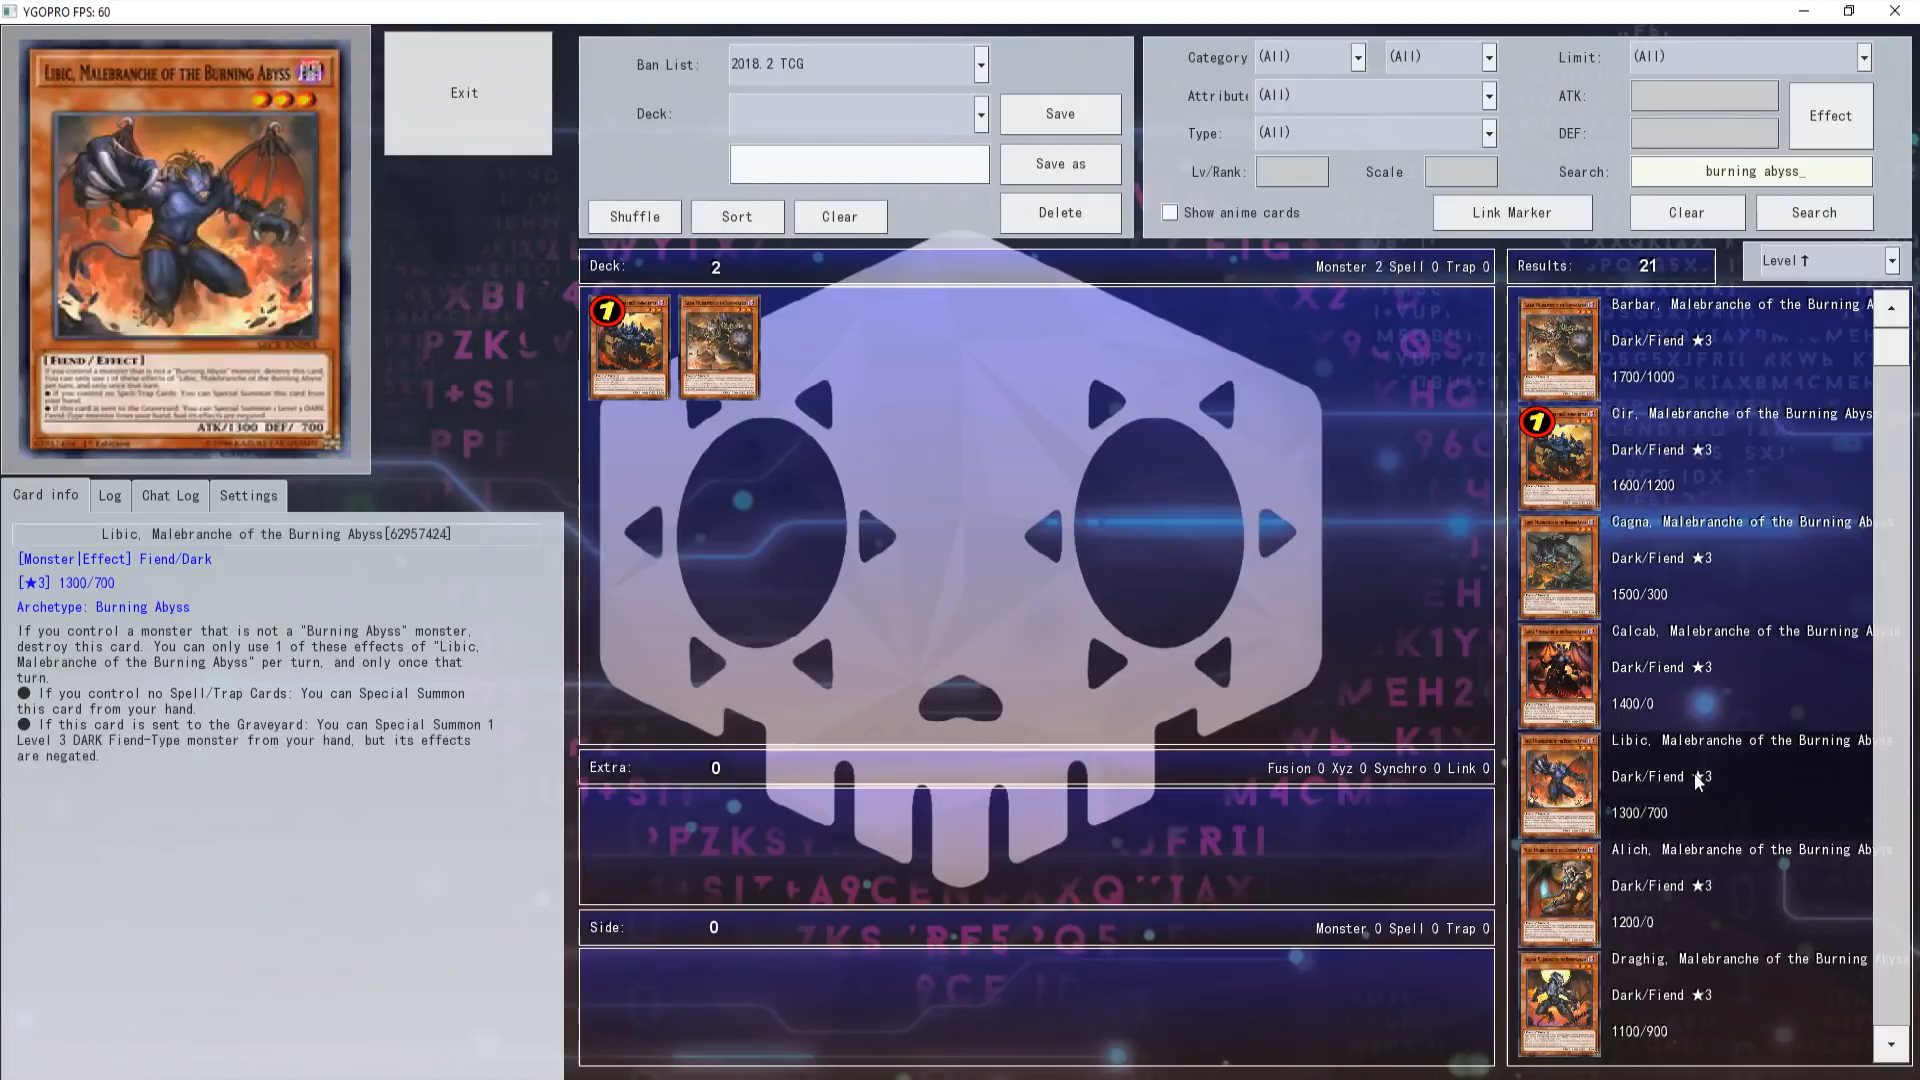 YGOPRO FPS: 60
LIBIC, MALEBRANCHE OF THE BURNING ABYSS
[FIEND/EFFECT]
ATK/1300 DEF/ 700
Exit
Ban List:
2018.2 TCG
Deck:
Save
Save as
Shuffle
Sort
Clear
Delete
Category
(All)
(All)
Limit:
(All)
Attribute
(All)
ATK:
Effect
Type:
(All)
DEF:
Lv/Rank:
Scale
Search:
burning abyss_
Show anime cards
Link Marker
Clear
Search
Deck:
2
Monster 2 Spell 0 Trap 0
Results:
21
Level↑
1
Card info
Log
Chat Log
Settings
Libic, Malebranche of the Burning Abyss[62957424]
[Monster|Effect] Fiend/Dark
[★3] 1300/700
Archetype: Burning Abyss
If you control a monster that is not a "Burning Abyss" monster,
destroy this card. You can only use 1 of these effects of "Libic,
Malebranche of the Burning Abyss" per turn, and only once that
turn.
● If you control no Spell/Trap Cards: You can Special Summon
this card from your hand.
● If this card is sent to the Graveyard: You can Special Summon 1
Level 3 DARK Fiend-Type monster from your hand, but its effects
are negated.
Extra:
0
Fusion 0 Xyz 0 Synchro 0 Link 0
Side:
0
Monster 0 Spell 0 Trap 0
Barbar, Malebranche of the Burning A
Dark/Fiend ★3
1700/1000
1
Cir, Malebranche of the Burning Abys
Dark/Fiend ★3
1600/1200
Cagna, Malebranche of the Burning Abyss
Dark/Fiend ★3
1500/300
Calcab, Malebranche of the Burning Abyss
Dark/Fiend ★3
1400/0
Libic, Malebranche of the Burning Abyss
Dark/Fiend ★3
1300/700
Alich, Malebranche of the Burning Abyss
Dark/Fiend ★3
1200/0
Draghig, Malebranche of the Burning Abyss
Dark/Fiend ★3
1100/900